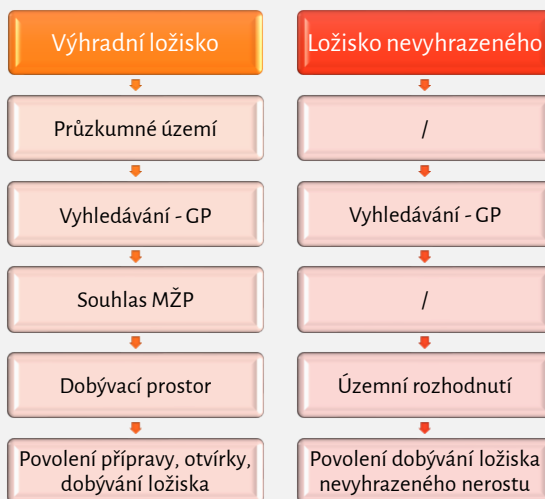 Výhradní ložisko
Průzkumné území
Vyhledávání - GP
Souhlas MŽP
Dobývací prostor
Povolení přípravy, otvírky,
dobývání ložiska
Ložisko nevyhrazeného
/
Vyhledávání - GP
/
Územní rozhodnutí
Povolení dobývání ložiska
nevyhrazeného nerostu